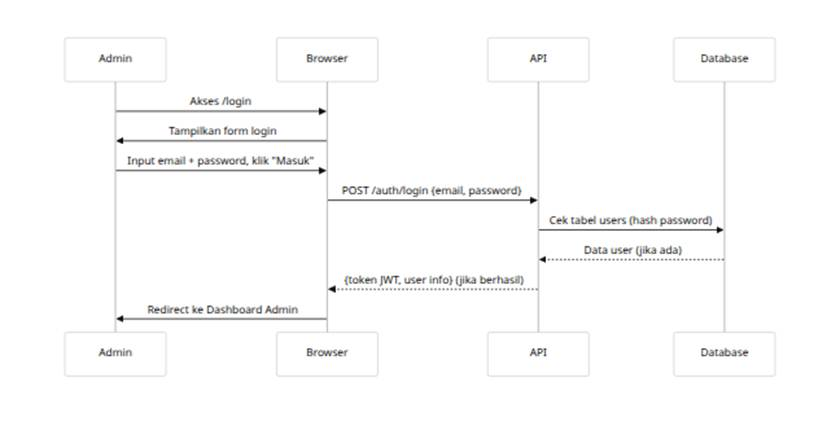 Admin
Browser
API
Database
Akses /login
Tampilkan form login
Input email + password, klik "Masuk"
POST /auth/login {email, password}
Cek tabel users (hash password)
Data user (jika ada)
{token JWT, user info} (jika berhasil)
Redirect ke Dashboard Admin
Admin
Browser
API
Database